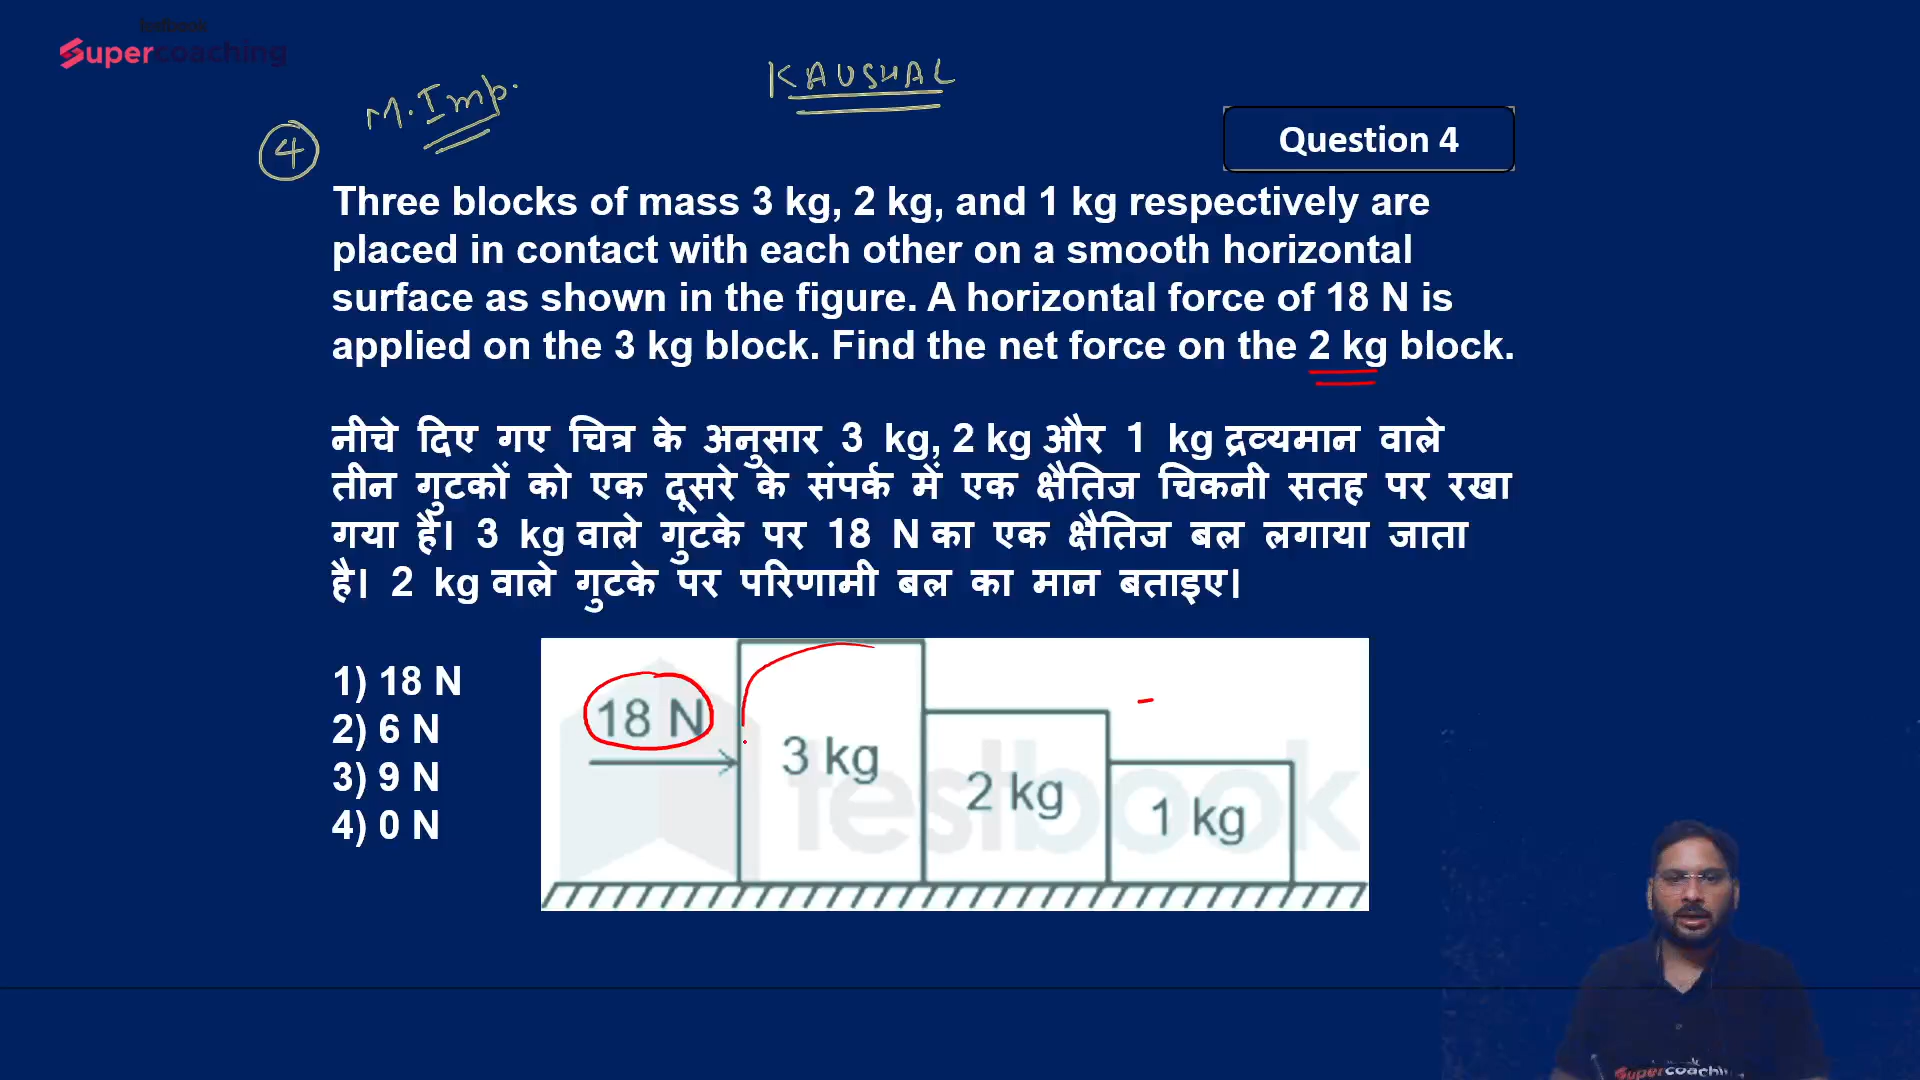 testbook
Supercoaching
M. Imp.
KAUSHAL
4
Question 4
Three blocks of mass 3 kg, 2 kg, and 1 kg respectively are
placed in contact with each other on a smooth horizontal
surface as shown in the figure. A horizontal force of 18 N is
applied on the 3 kg block. Find the net force on the 2 kg block.
नीचे दिए गए चित्र के अनुसार 3 kg, 2 kg और 1 kg द्रव्यमान वाले
तीन गुटकों को एक दूसरे के संपर्क में एक क्षैतिज चिकनी सतह पर रखा
गया है। 3 kg वाले गुटके पर 18 N का एक क्षैतिज बल लगाया जाता
है। 2 kg वाले गुटके पर परिणामी बल का मान बताइए।
1) 18 N
2) 6 N
3) 9 N
4) 0 N
18 N
3 kg
2 kg
1 kg
testbook